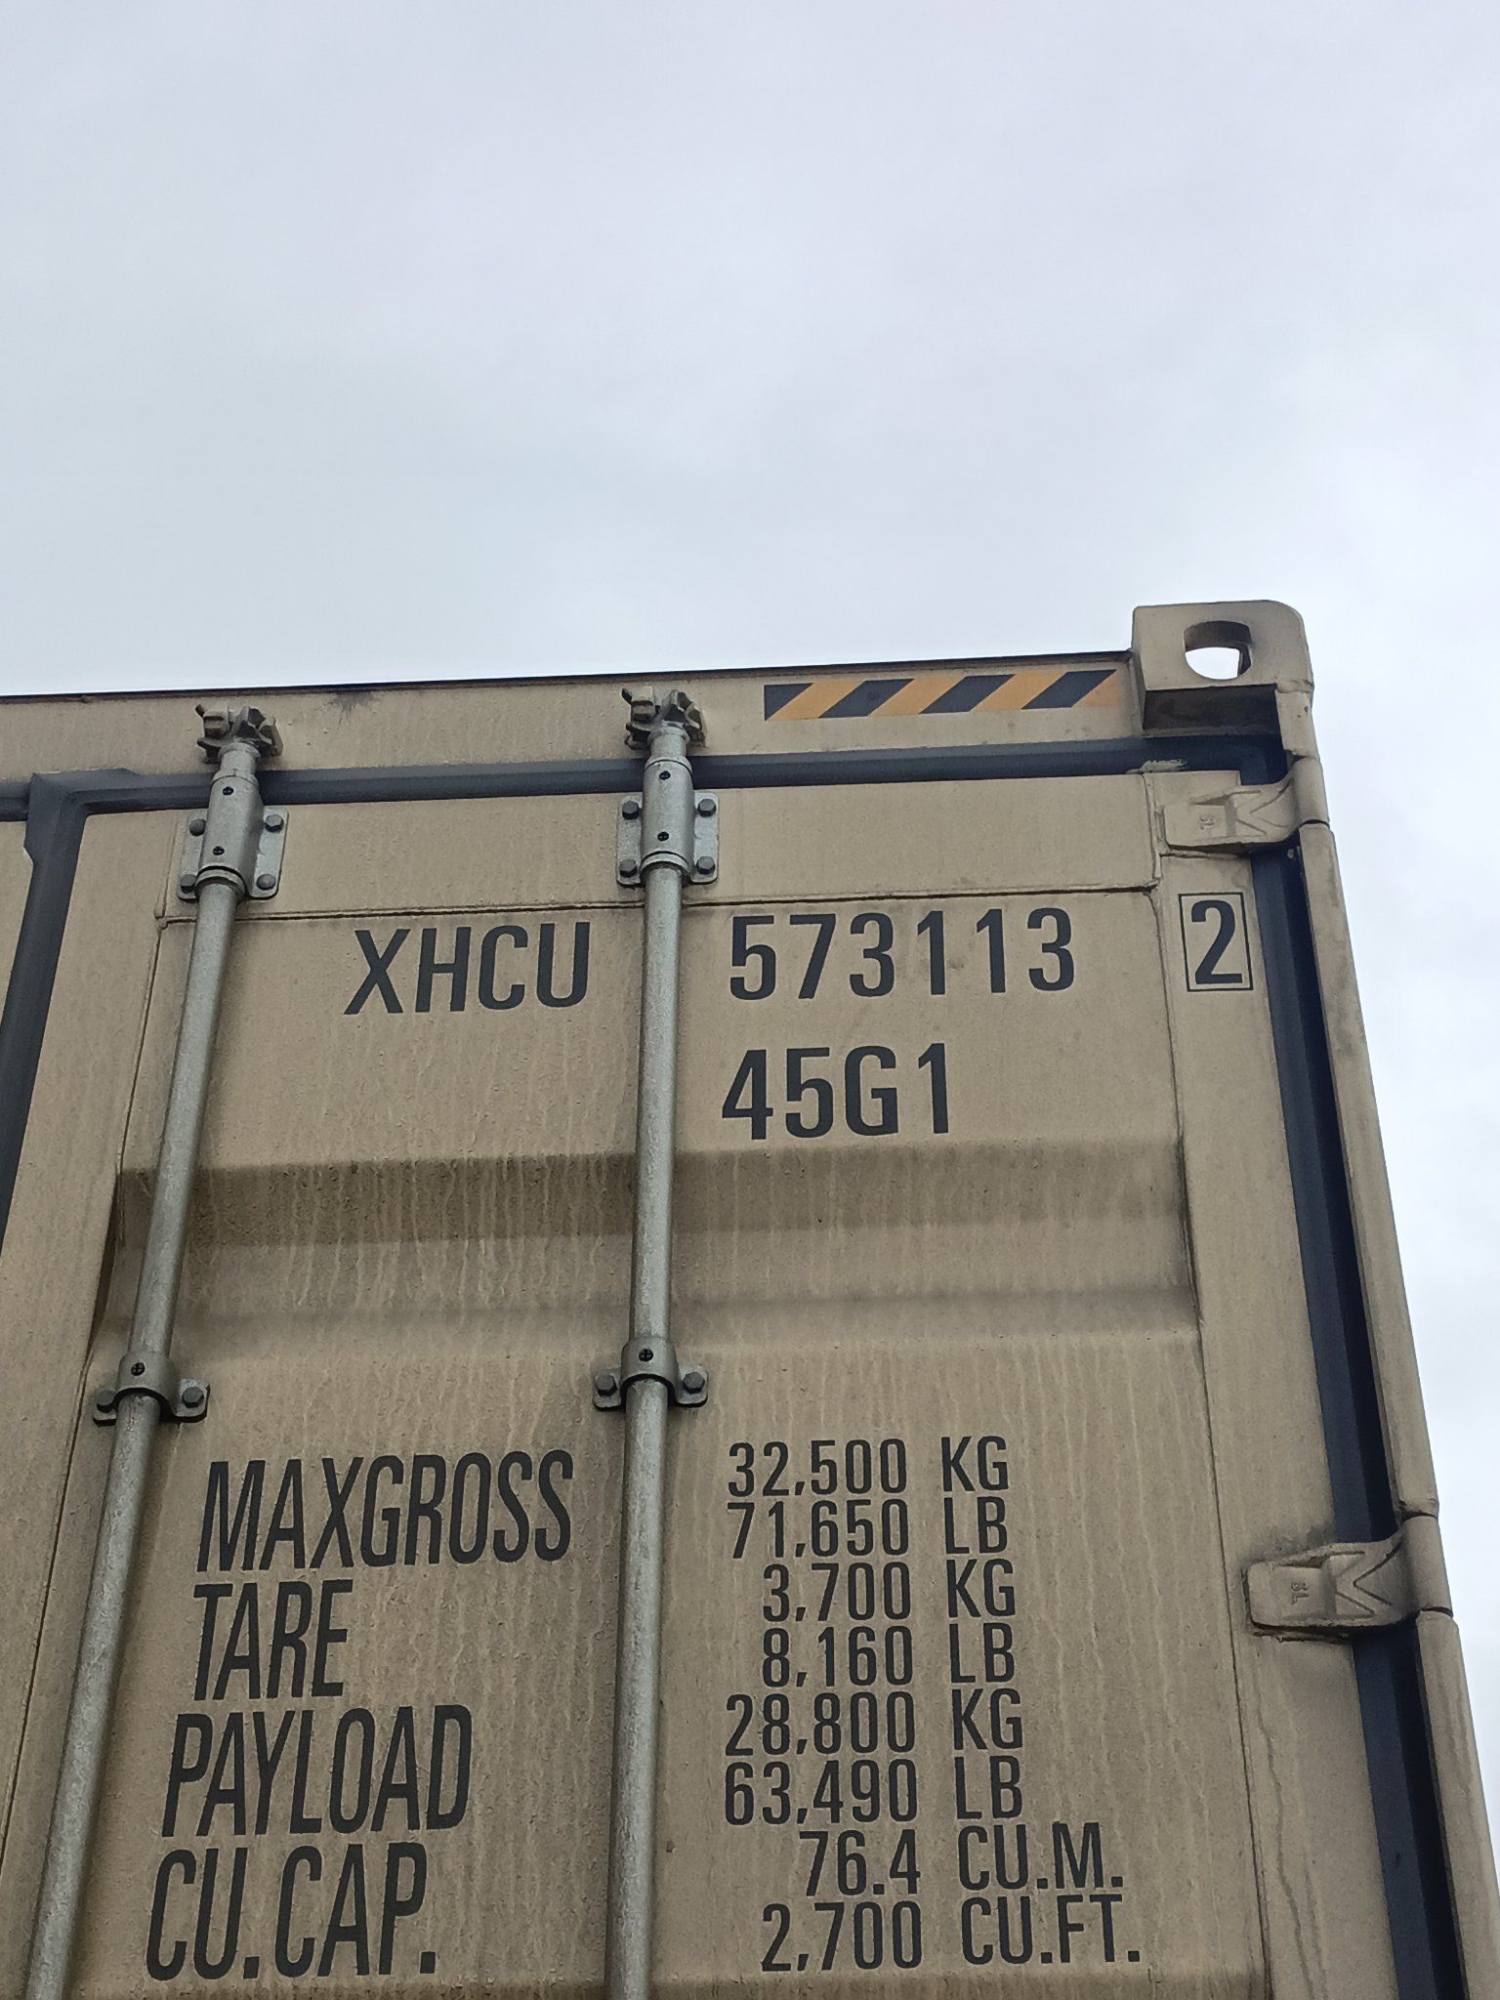 XHCU 573113 2
45G1
MAXGROSS 32,500 KG
71,650 LB
TARE 3,700 KG
8,160 LB
PAYLOAD 28,800 KG
63,490 LB
CU.CAP. 76.4 CU.M.
2,700 CU.FT.